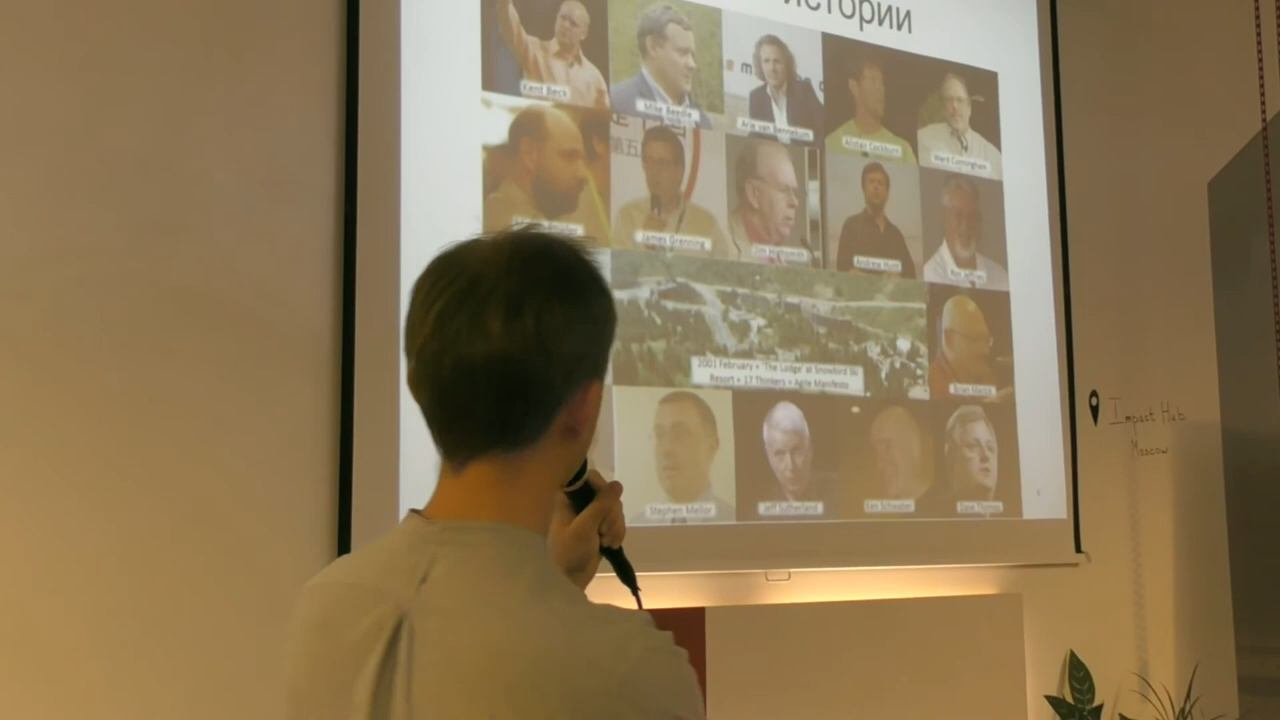 истории
Kent Beck
Mike Beedle
Arie van Bennekum
Alistair Cockburn
Ward Cunningham
James Grenning
Jim Highsmith
Andrew Hunt
Ron Jeffries
2001 February + 'The Lodge' at Snowbird Ski
Resort + 17 Thinkers = Agile Manifesto
Brian Marick
Stephen Mellor
Jeff Sutherland
Ken Schwaber
Dave Thomas
Impact Hub
Moscow